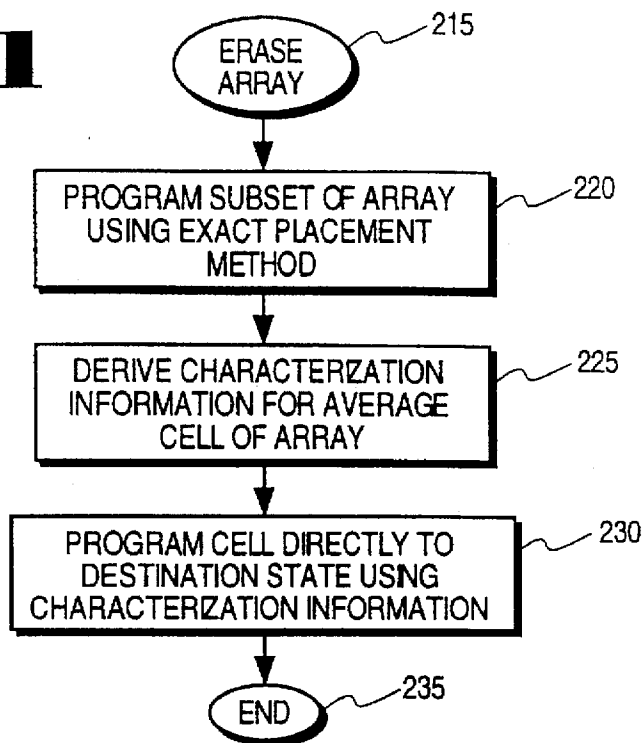 1
215
ERASE
ARRAY
PROGRAM SUBSET OF ARRAY
USING EXACT PLACEMENT
METHOD
220
DERIVE CHARACTERIZATION
INFORMATION FOR AVERAGE
CELL OF ARRAY
225
PROGRAM CELL DIRECTLY TO
DESTINATION STATE USING
CHARACTERIZATION INFORMATION
230
END
235